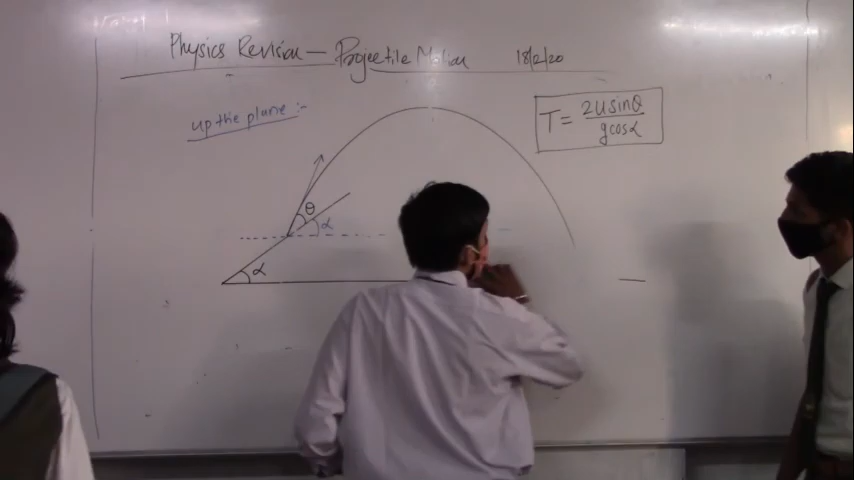 Physics Revision — Projectile Motion 18/2/20
up the plane :-
T = 2usinθ / gcosα
θ
α
α